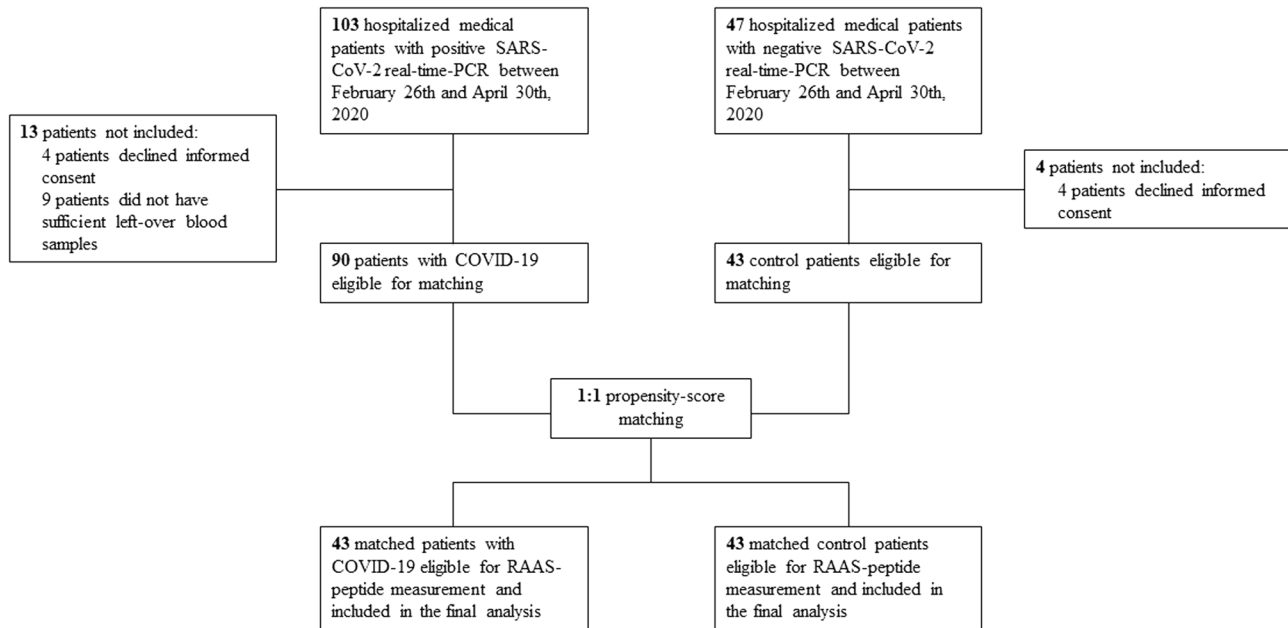 103 hospitalized medical
patients with positive SARS-
CoV-2 real-time-PCR between
February 26th and April 30th,
2020
47 hospitalized medical patients
with negative SARS-CoV-2
real-time-PCR between
February 26th and April 30th,
2020
13 patients not included:
4 patients declined informed
consent
9 patients did not have
sufficient left-over blood
samples
4 patients not included:
4 patients declined informed
consent
90 patients with COVID-19
eligible for matching
43 control patients eligible for
matching
1:1 propensity-score
matching
43 matched patients with
COVID-19 eligible for RAAS-
peptide measurement and
included in the final analysis
43 matched control patients
eligible for RAAS-peptide
measurement and included in
the final analysis